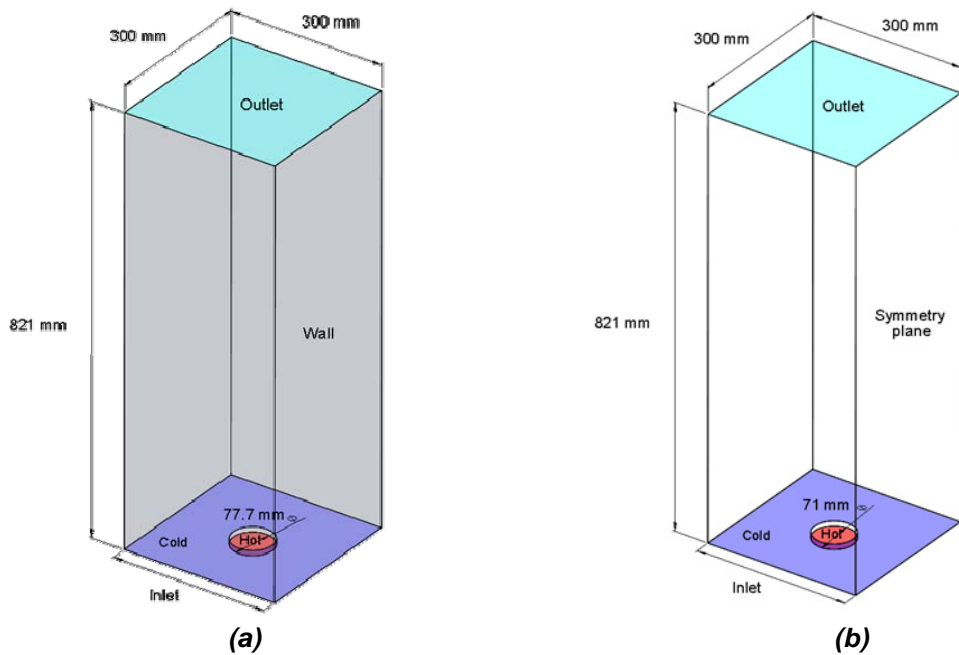 300 mm
300 mm
Outlet
821 mm
Wall
77.7 mm
Hot
Cold
Inlet
(a)
300 mm
300 mm
Outlet
821 mm
Symmetry
plane
71 mm
Hot
Cold
Inlet
(b)